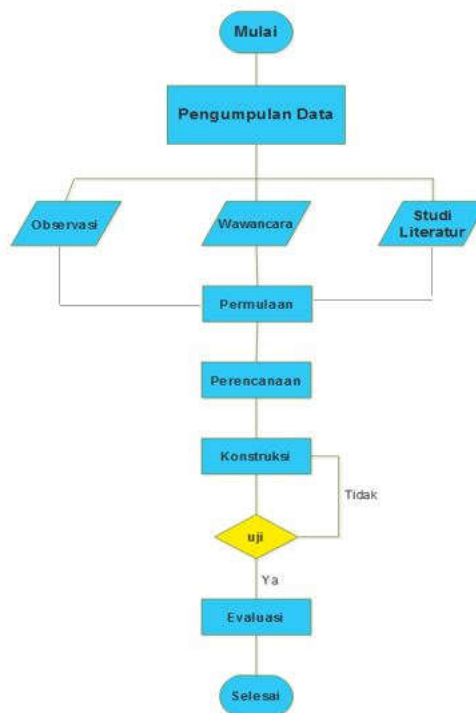 Mulai
Pengumpulan Data
Observasi
Wawancara
Studi
Literatur
Permulaan
Perencanaan
Konstruksi
Tidak
uji
Ya
Evaluasi
Selesai